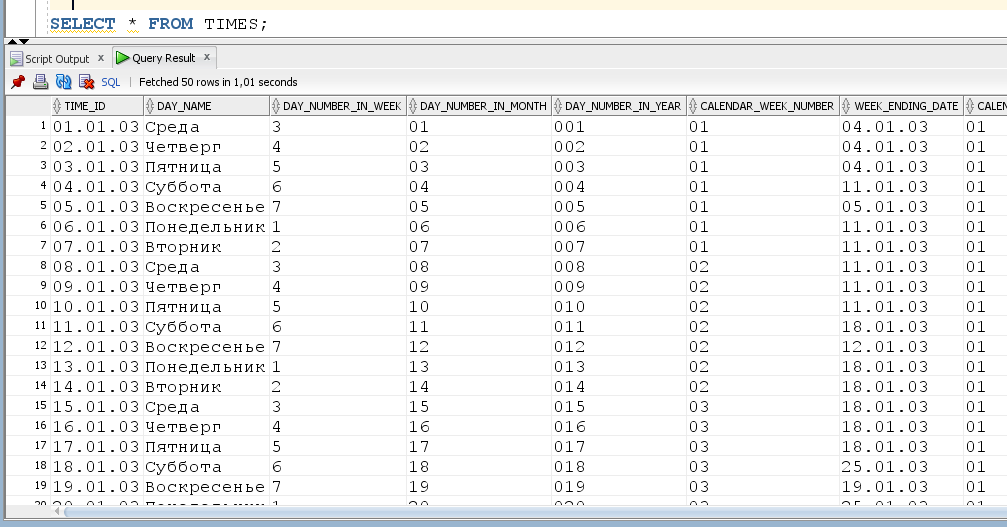 SELECT * FROM TIMES;
Script Output x Query Result x
SQL | Fetched 50 rows in 1,01 seconds
TIME_ID DAY_NAME DAY_NUMBER_IN_WEEK DAY_NUMBER_IN_MONTH DAY_NUMBER_IN_YEAR CALENDAR_WEEK_NUMBER WEEK_ENDING_DATE CALEN
1 01.01.03 Среда 3 01 001 01 04.01.03 01
2 02.01.03 Четверг 4 02 002 01 04.01.03 01
3 03.01.03 Пятница 5 03 003 01 04.01.03 01
4 04.01.03 Суббота 6 04 004 01 11.01.03 01
5 05.01.03 Воскресенье 7 05 005 01 05.01.03 01
6 06.01.03 Понедельник 1 06 006 01 11.01.03 01
7 07.01.03 Вторник 2 07 007 01 11.01.03 01
8 08.01.03 Среда 3 08 008 02 11.01.03 01
9 09.01.03 Четверг 4 09 009 02 11.01.03 01
10 10.01.03 Пятница 5 10 010 02 11.01.03 01
11 11.01.03 Суббота 6 11 011 02 18.01.03 01
12 12.01.03 Воскресенье 7 12 012 02 12.01.03 01
13 13.01.03 Понедельник 1 13 013 02 18.01.03 01
14 14.01.03 Вторник 2 14 014 02 18.01.03 01
15 15.01.03 Среда 3 15 015 03 18.01.03 01
16 16.01.03 Четверг 4 16 016 03 18.01.03 01
17 17.01.03 Пятница 5 17 017 03 18.01.03 01
18 18.01.03 Суббота 6 18 018 03 25.01.03 01
19 19.01.03 Воскресенье 7 19 019 03 19.01.03 01